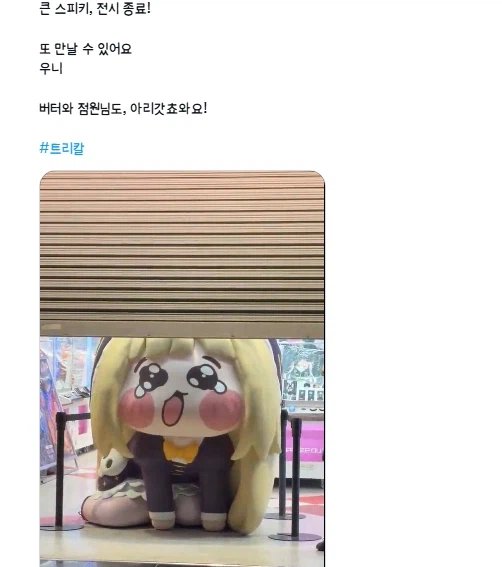 큰 스피키, 전시 종료!
또 만날 수 있어요
우니
버터와 점원님도, 아리갓쵸와요!
#트리칼